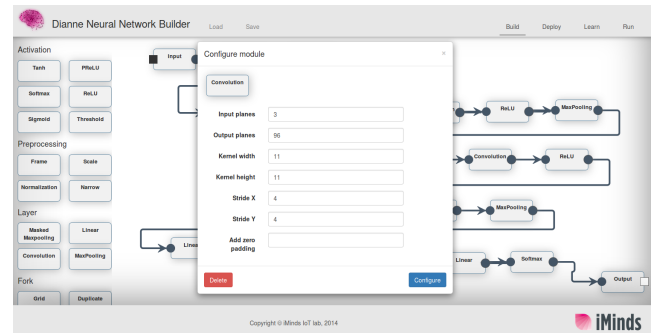 Dianne Neural Network Builder
Load
Save
Build
Deploy
Learn
Run
Activation
Tanh
PReLU
Softmax
ReLU
Sigmoid
Threshold
Preprocessing
Frame
Scale
Normalization
Narrow
Layer
Masked
Maxpooling
Linear
Convolution
MaxPooling
Fork
Grid
Duplicate
Input
Configure module
×
Convolution
Input planes
3
Output planes
96
Kernel width
11
Kernel height
11
Stride X
4
Stride Y
4
Add zero
padding
Delete
Configure
ReLU
MaxPooling
Convolution
ReLU
MaxPooling
Linear
Linear
Softmax
Output
Copyright © iMinds IoT lab, 2014
iMinds